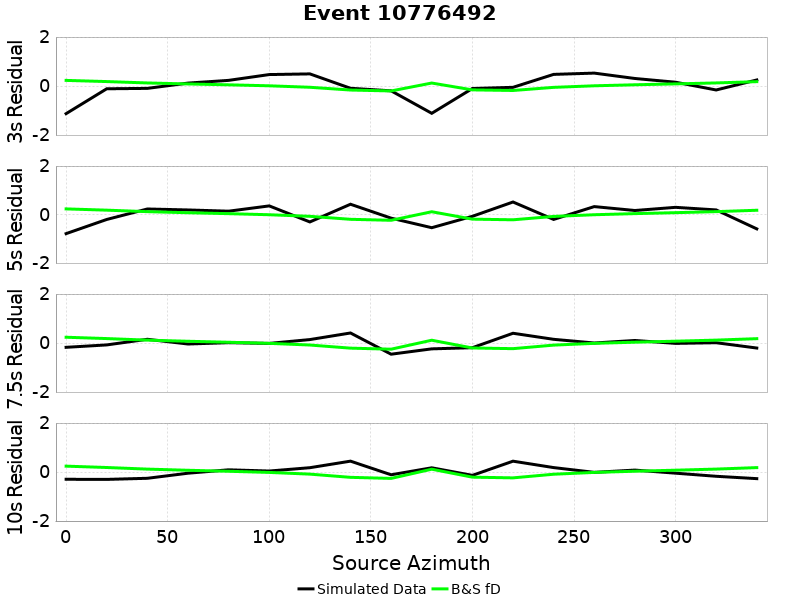 Event 10776492
3s Residual
2
0
-2
5s Residual
2
0
-2
7.5s Residual
2
0
-2
10s Residual
2
0
-2
0 50 100 150 200 250 300
Source Azimuth
Simulated Data B&S fD